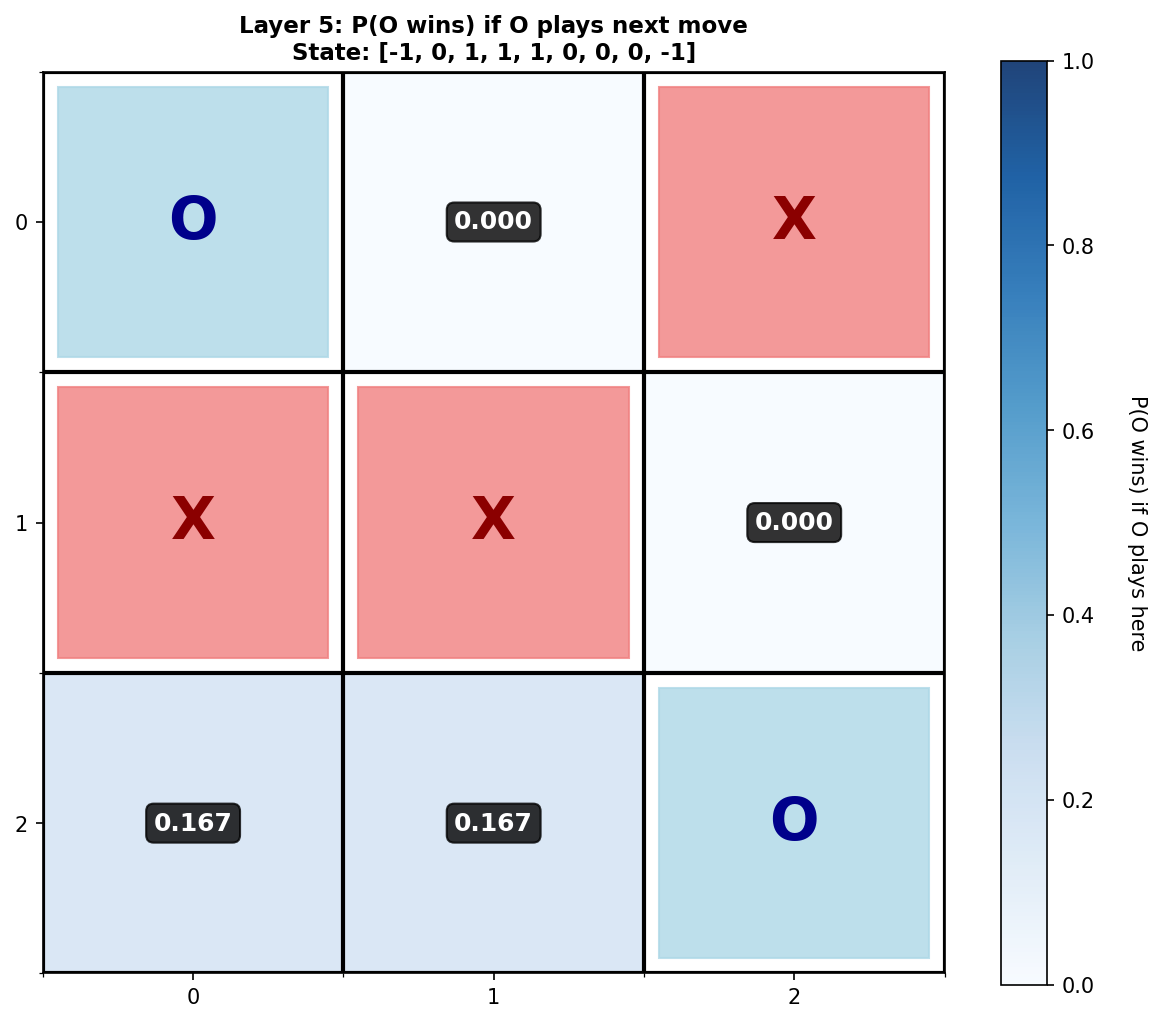 Layer 5: P(O wins) if O plays next move
State: [-1, 0, 1, 1, 1, 0, 0, 0, -1]
O 0.000 X
X X 0.000
0.167 0.167 O
0
1
2
0 1 2
1.0
0.8
0.6
0.4
0.2
0.0
P(O wins) if O plays here